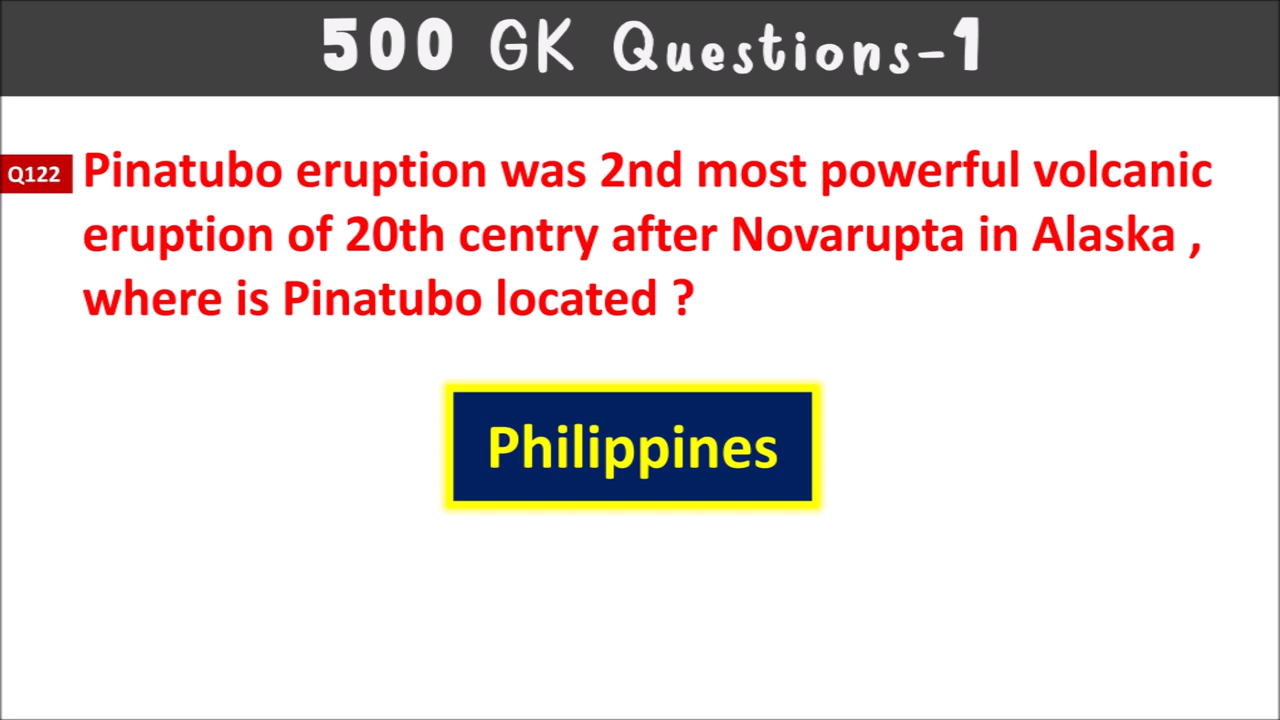 500 GK Questions-1
Q122
Pinatubo eruption was 2nd most powerful volcanic
eruption of 20th centry after Novarupta in Alaska ,
where is Pinatubo located ?
Philippines